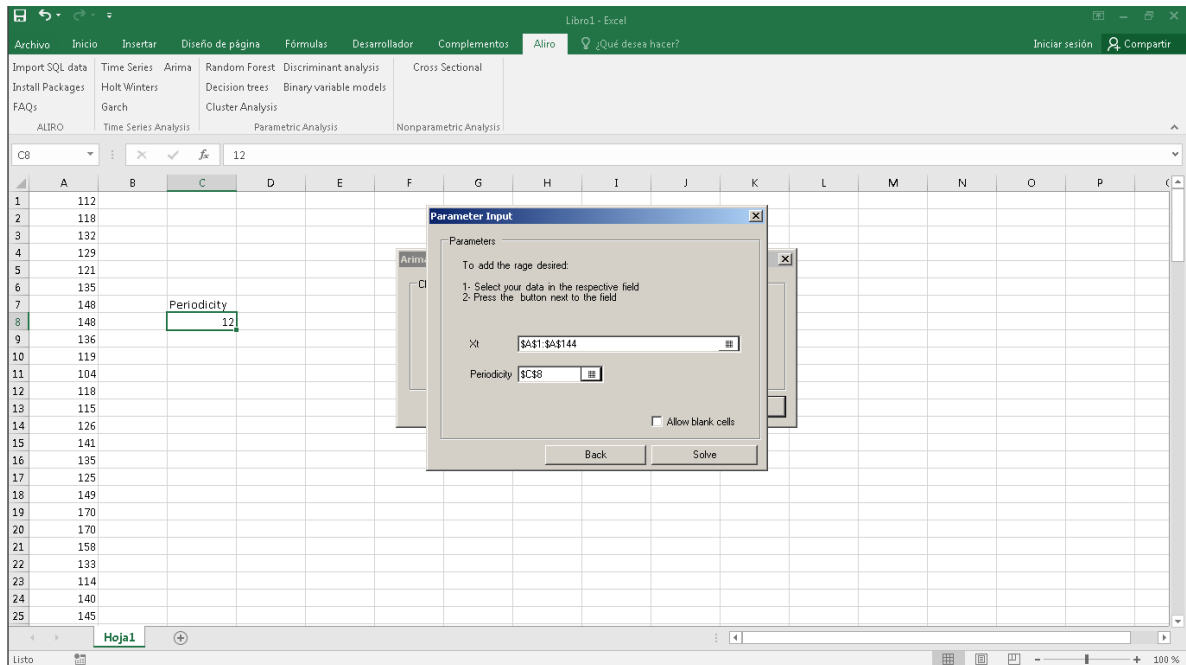 Libro1 - Excel
Archivo Inicio Insertar Diseño de página Fórmulas Desarrollador Complementos Aliro ¿Qué desea hacer? Iniciar sesión Compartir
Import SQL data Time Series Arima Random Forest Discriminant analysis Cross Sectional
Install Packages Holt Winters Decision trees Binary variable models
FAQs Garch Cluster Analysis
ALIRO Time Series Analysis Parametric Analysis Nonparametric Analysis
C8 fx 12
A B C D E F G H I J K L M N O P
1 112
2 118
3 132
4 129
5 121
6 135
7 148 Periodicity
8 148 12
9 136
10 119
11 104
12 118
13 115
14 126
15 141
16 135
17 125
18 149
19 170
20 170
21 158
22 133
23 114
24 140
25 145
Arim
Parameter Input
Parameters
To add the rage desired:
1- Select your data in the respective field
2- Press the button next to the field
Xt $A$1:$A$144
Periodicity $C$8
Allow blank cells
Back Solve
Hoja1
Listo 100 %